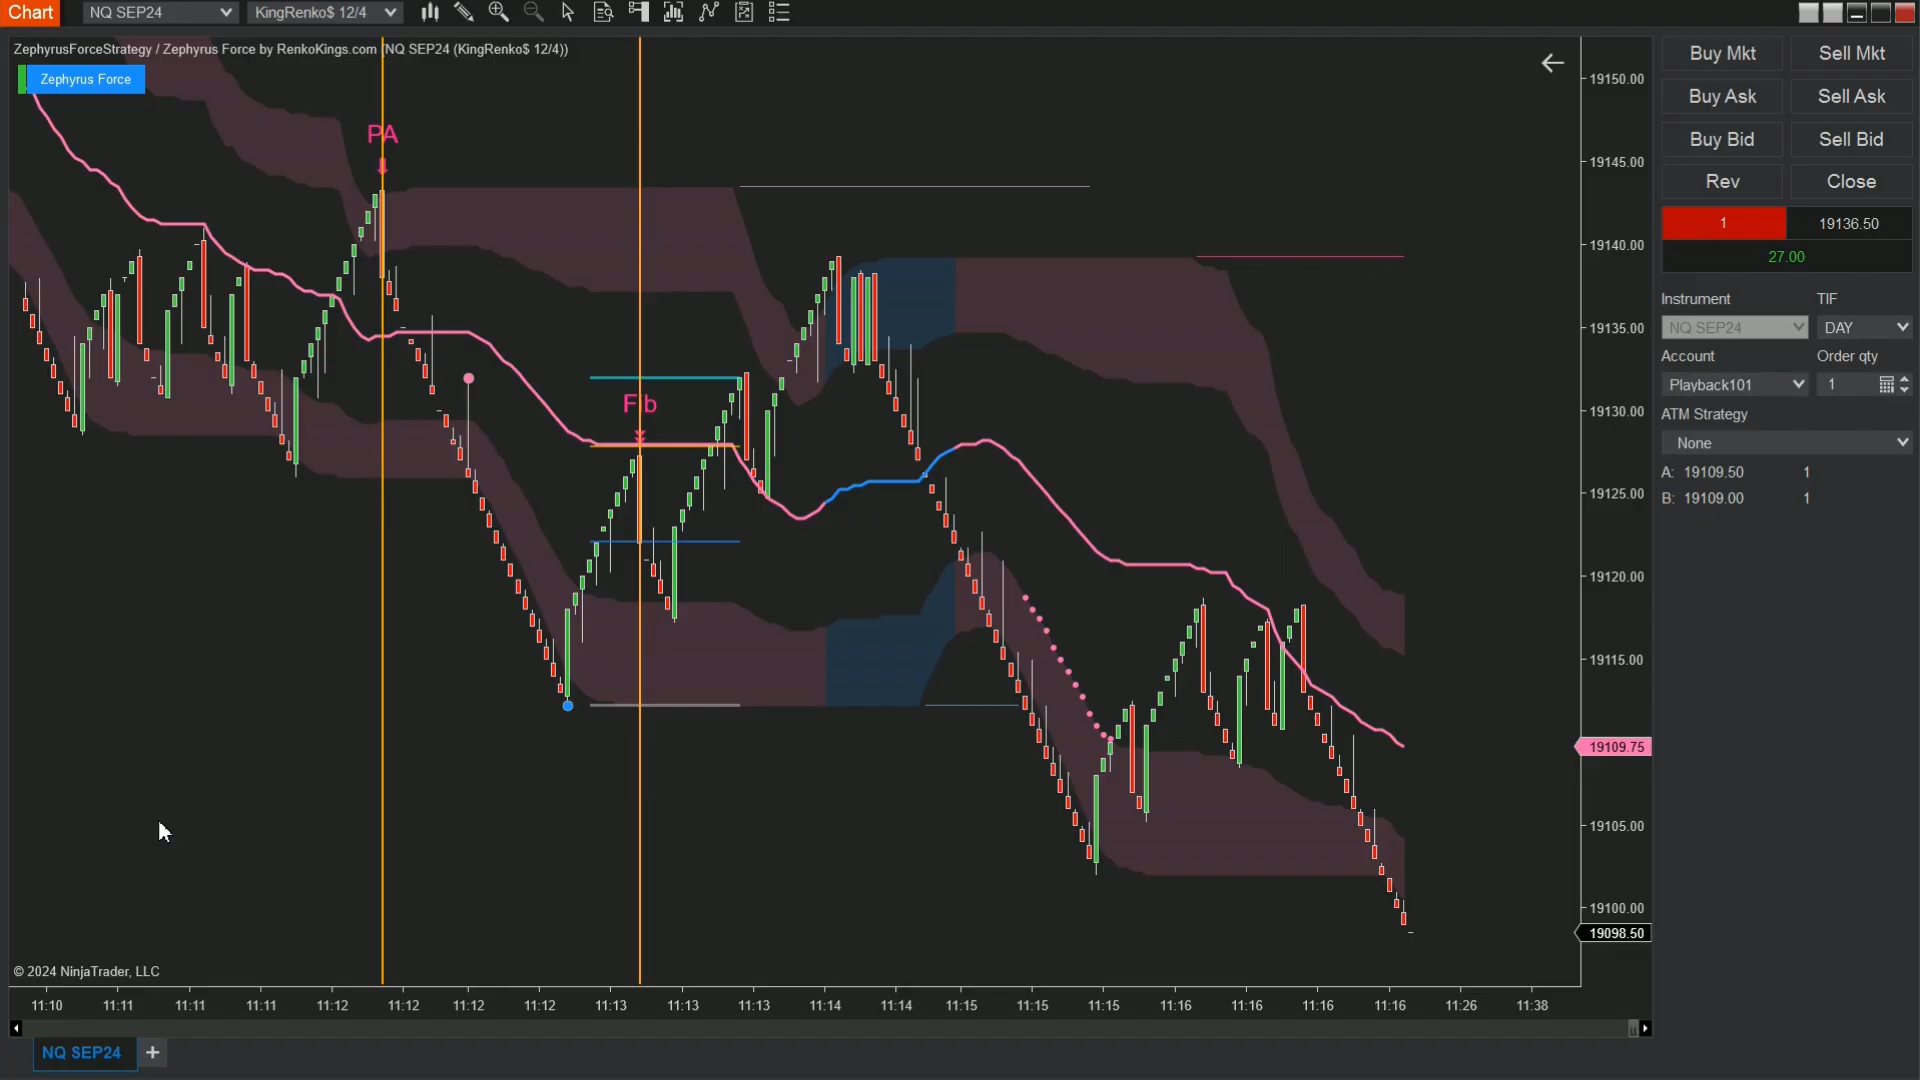 Chart
NQ SEP24
KingRenko$ 12/4
ZephyrusForceStrategy / Zephyrus Force by RenkoKings.com (NQ SEP24 (KingRenko$ 12/4))
Zephyrus Force
PA
Fib
19150.00
19145.00
19140.00
19135.00
19130.00
19125.00
19120.00
19115.00
19109.75
19105.00
19100.00
19098.50
© 2024 NinjaTrader, LLC
11:10 11:11 11:11 11:11 11:12 11:12 11:12 11:12 11:13 11:13 11:13 11:14 11:14 11:15 11:15 11:15 11:16 11:16 11:16 11:16 11:26 11:38
NQ SEP24 +
Buy Mkt Sell Mkt
Buy Ask Sell Ask
Buy Bid Sell Bid
Rev Close
1 19136.50
27.00
Instrument TIF
NQ SEP24 DAY
Account Order qty
Playback101 1
ATM Strategy
None
A: 19109.50 1
B: 19109.00 1